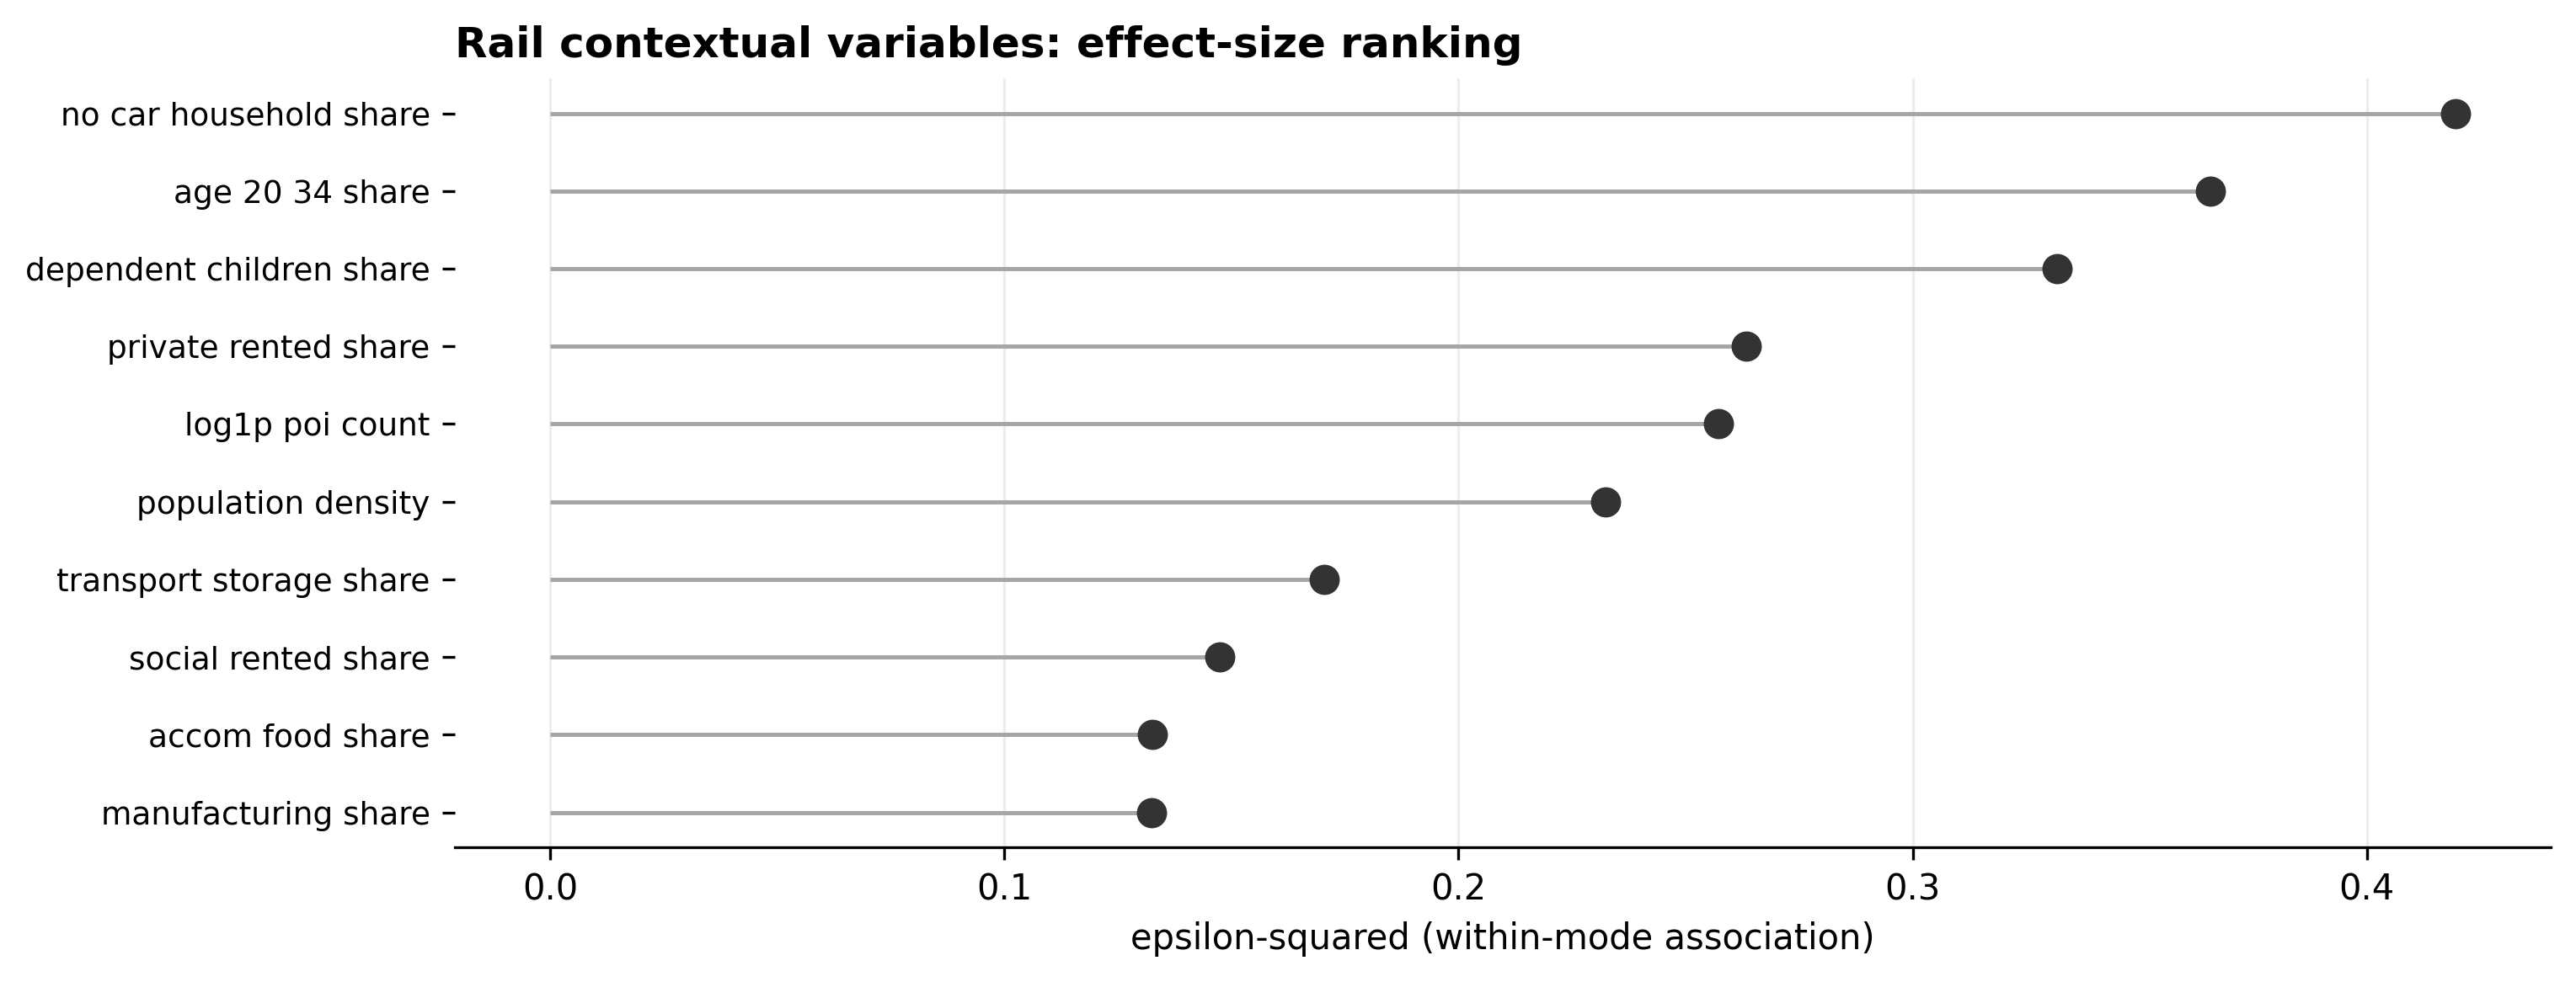 Rail contextual variables: effect-size ranking
no car household share
age 20 34 share
dependent children share
private rented share
log1p poi count
population density
transport storage share
social rented share
accom food share
manufacturing share
0.0 0.1 0.2 0.3 0.4
epsilon-squared (within-mode association)